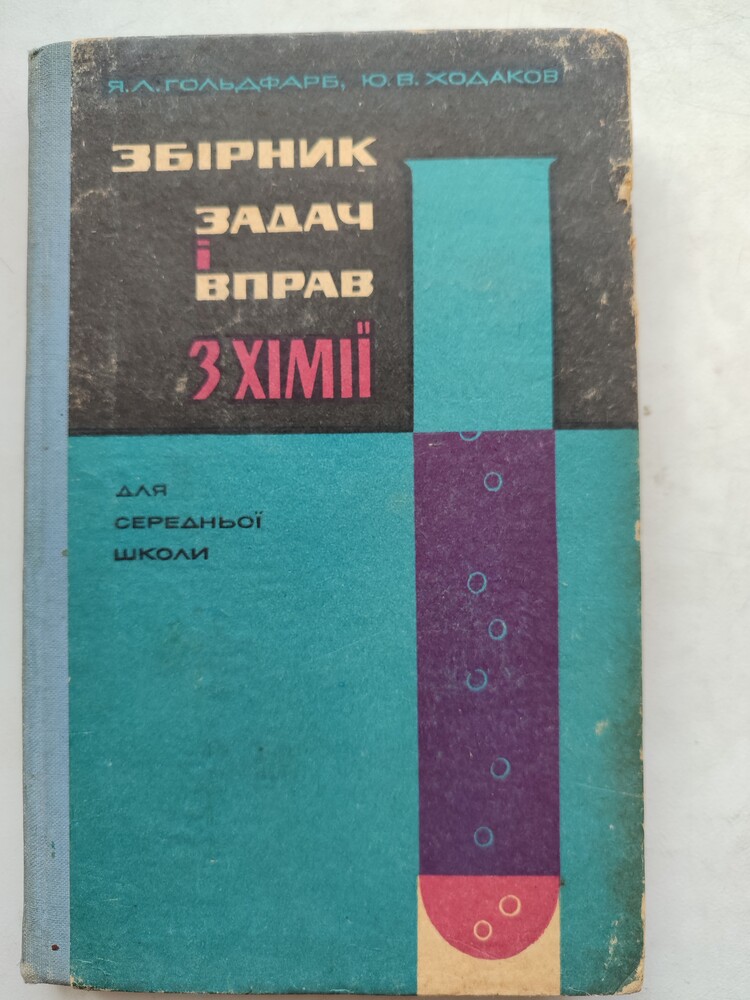 Я.Л.ГОЛЬДФАРБ, Ю.В.ХОДАКОВ
ЗБІРНИК
ЗАДАЧ
І
ВПРАВ
З ХІМІЇ
ДЛЯ
СЕРЕДНЬОЇ
ШКОЛИ